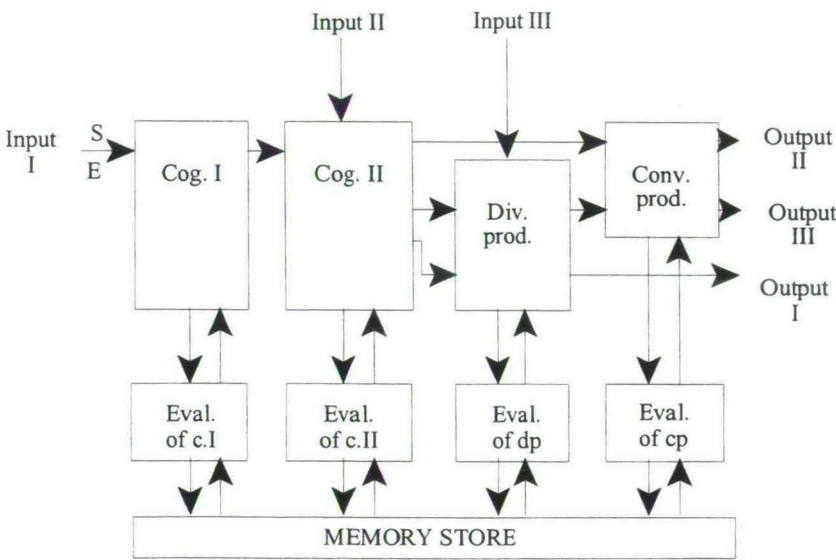 Input II
Input III
Input
I
S
E
Cog. I
Cog. II
Div.
prod.
Conv.
prod.
Output
II
Output
III
Output
I
Eval.
of c.I
Eval.
of c.II
Eval.
of dp
Eval.
of cp
MEMORY STORE